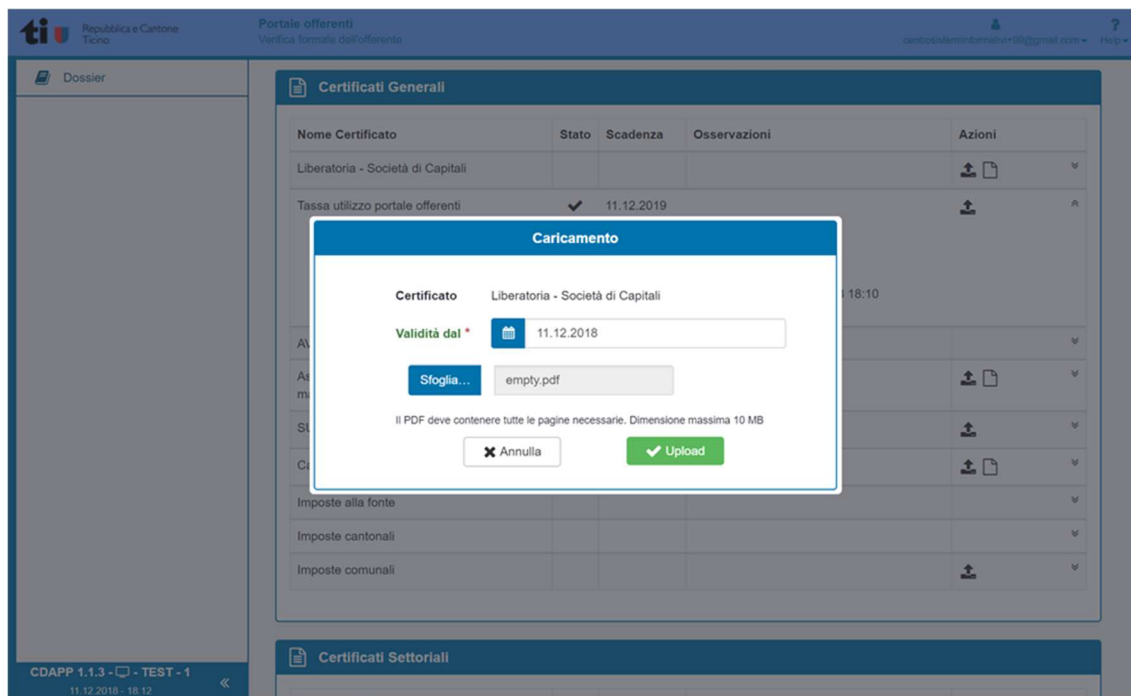 ti
Repubblica e Cantone
Ticino
Portale offerenti
Verifica formale dell'offerente
Help
Dossier
Certificati Generali
Nome Certificato Stato Scadenza Osservazioni Azioni
Liberatoria - Società di Capitali
Tassa utilizzo portale offerenti 11.12.2019
Caricamento
Certificato Liberatoria - Società di Capitali
18:10
Validità dal * 11.12.2018
Sfoglia... empty.pdf
Il PDF deve contenere tutte le pagine necessarie. Dimensione massima 10 MB
Annulla Upload
Imposte alla fonte
Imposte cantonali
Imposte comunali
Certificati Settoriali
CDAPP 1.1.3 - - TEST - 1
11.12.2018 - 18:12